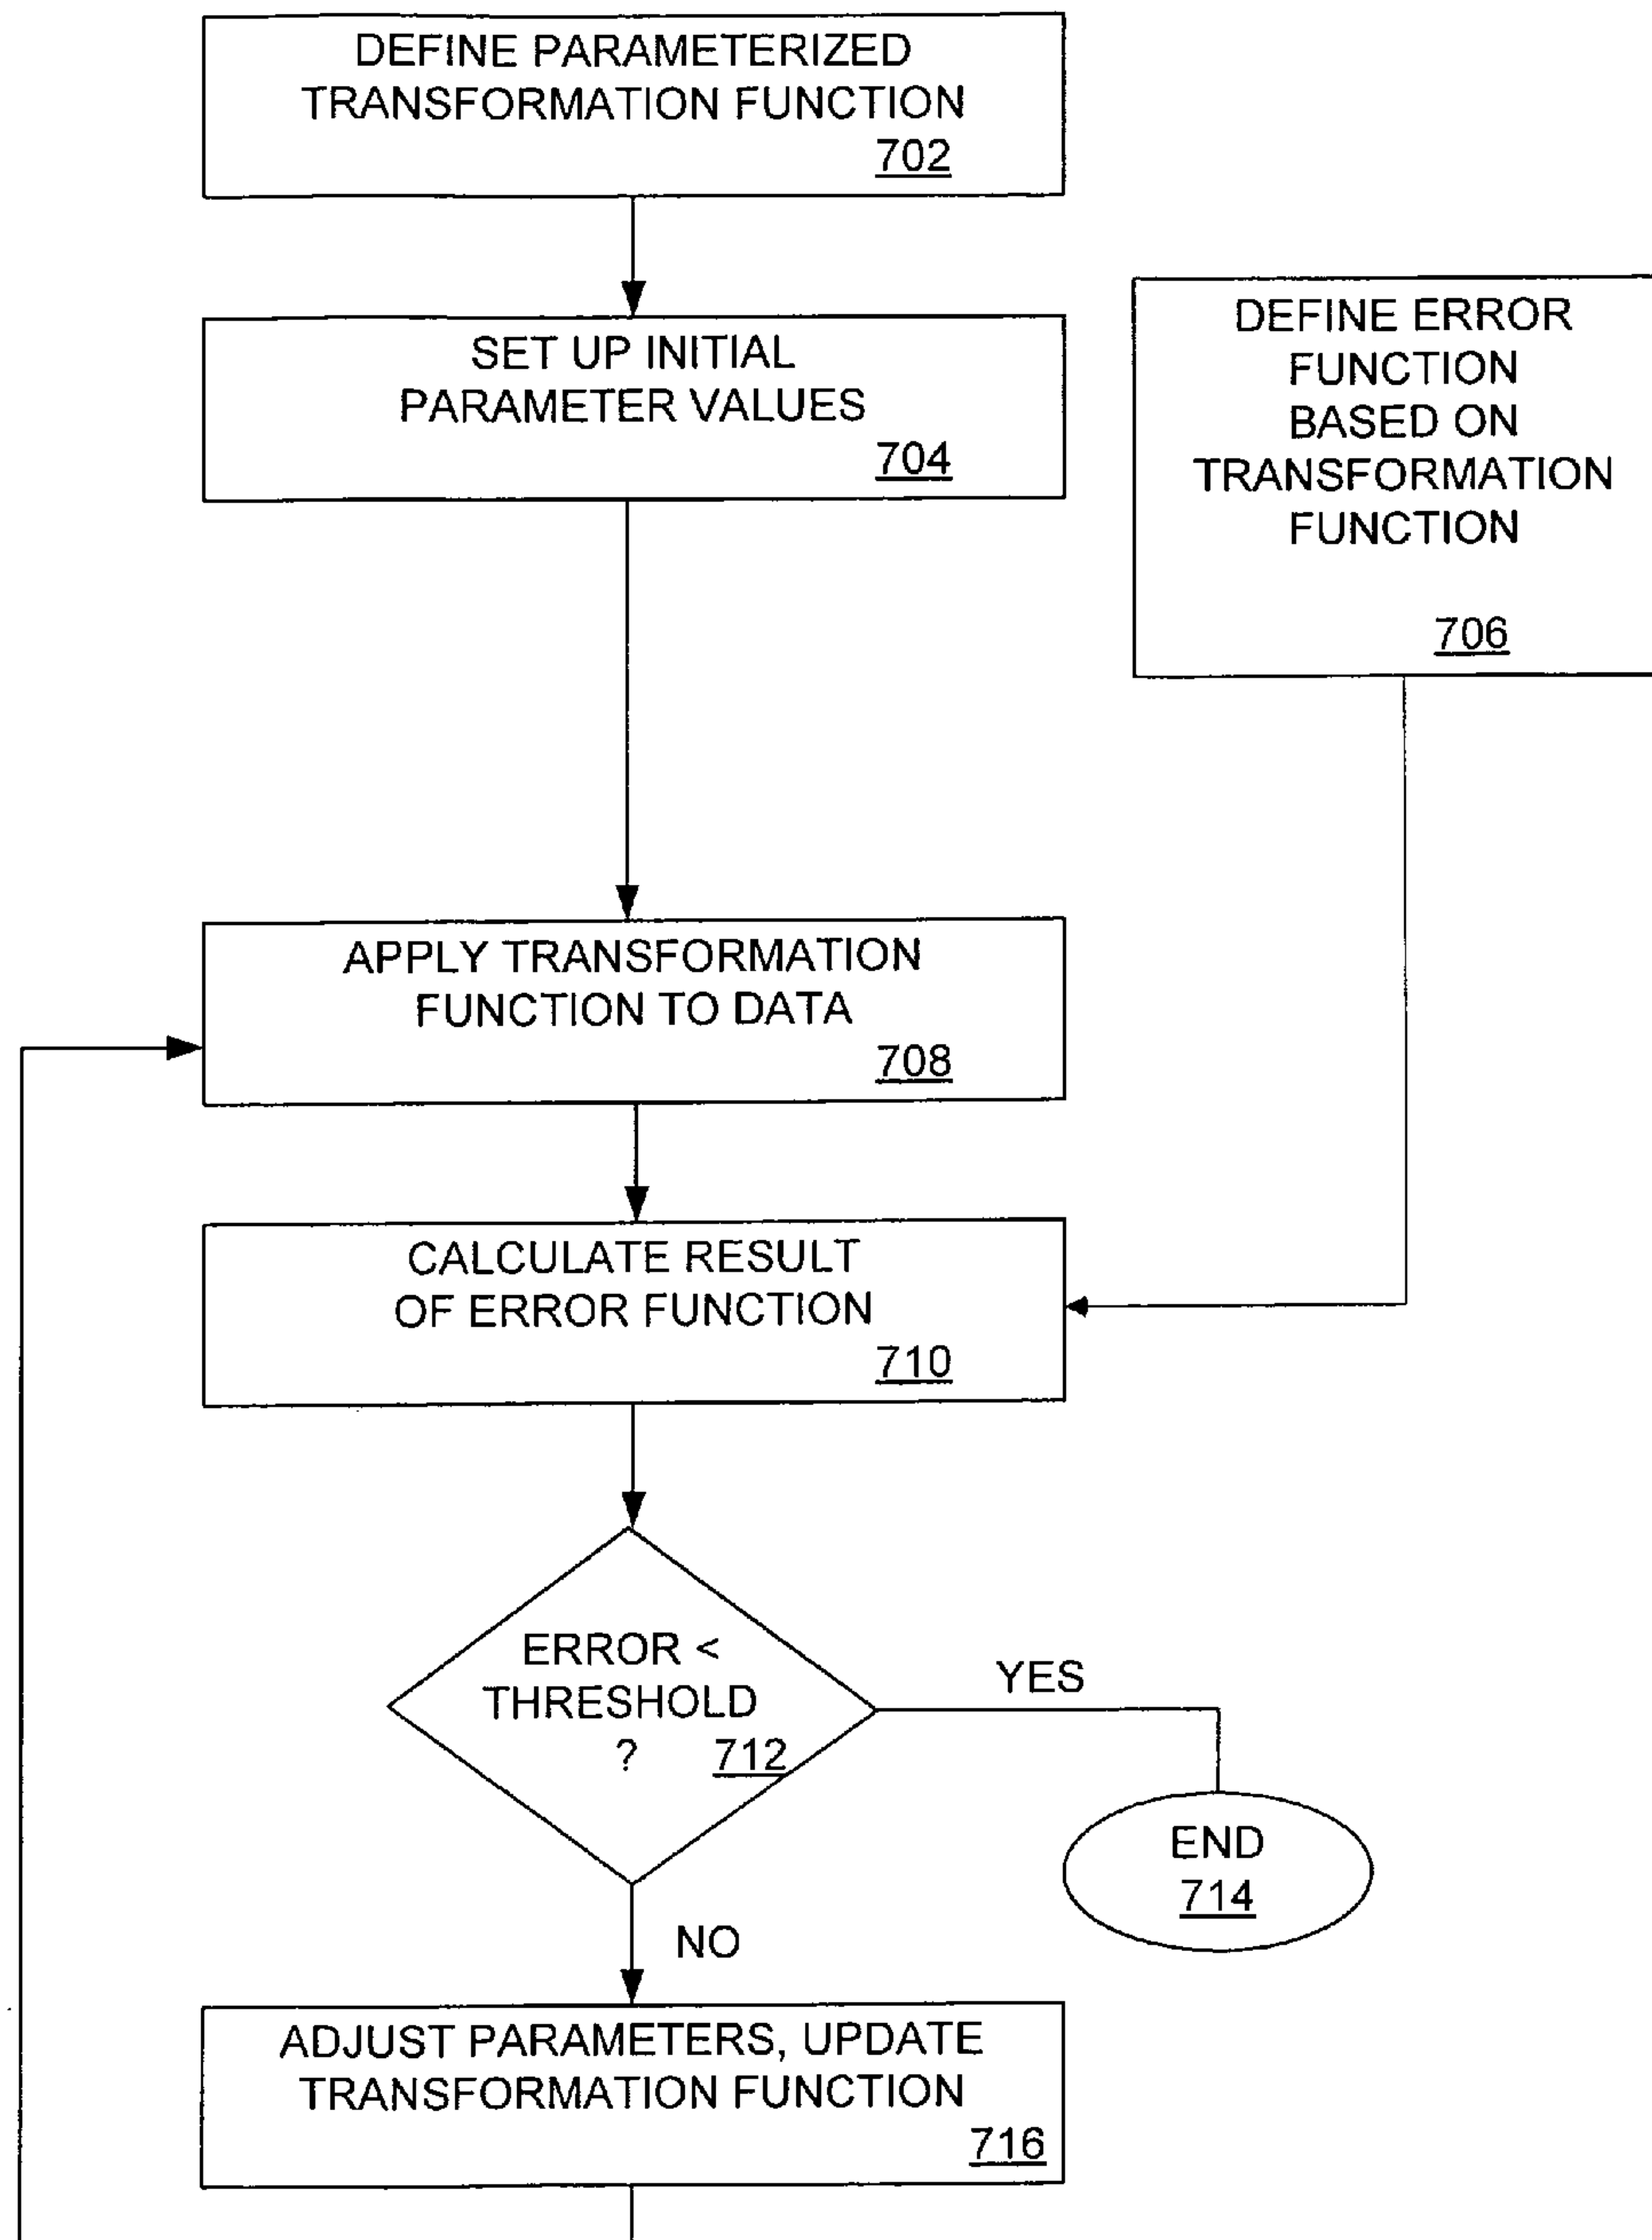 DEFINE PARAMETERIZED
TRANSFORMATION FUNCTION
702
SET UP INITIAL
PARAMETER VALUES
704
DEFINE ERROR
FUNCTION
BASED ON
TRANSFORMATION
FUNCTION
706
APPLY TRANSFORMATION
FUNCTION TO DATA
708
CALCULATE RESULT
OF ERROR FUNCTION
710
ERROR <
THRESHOLD
? 712
YES
END
714
NO
ADJUST PARAMETERS, UPDATE
TRANSFORMATION FUNCTION
716